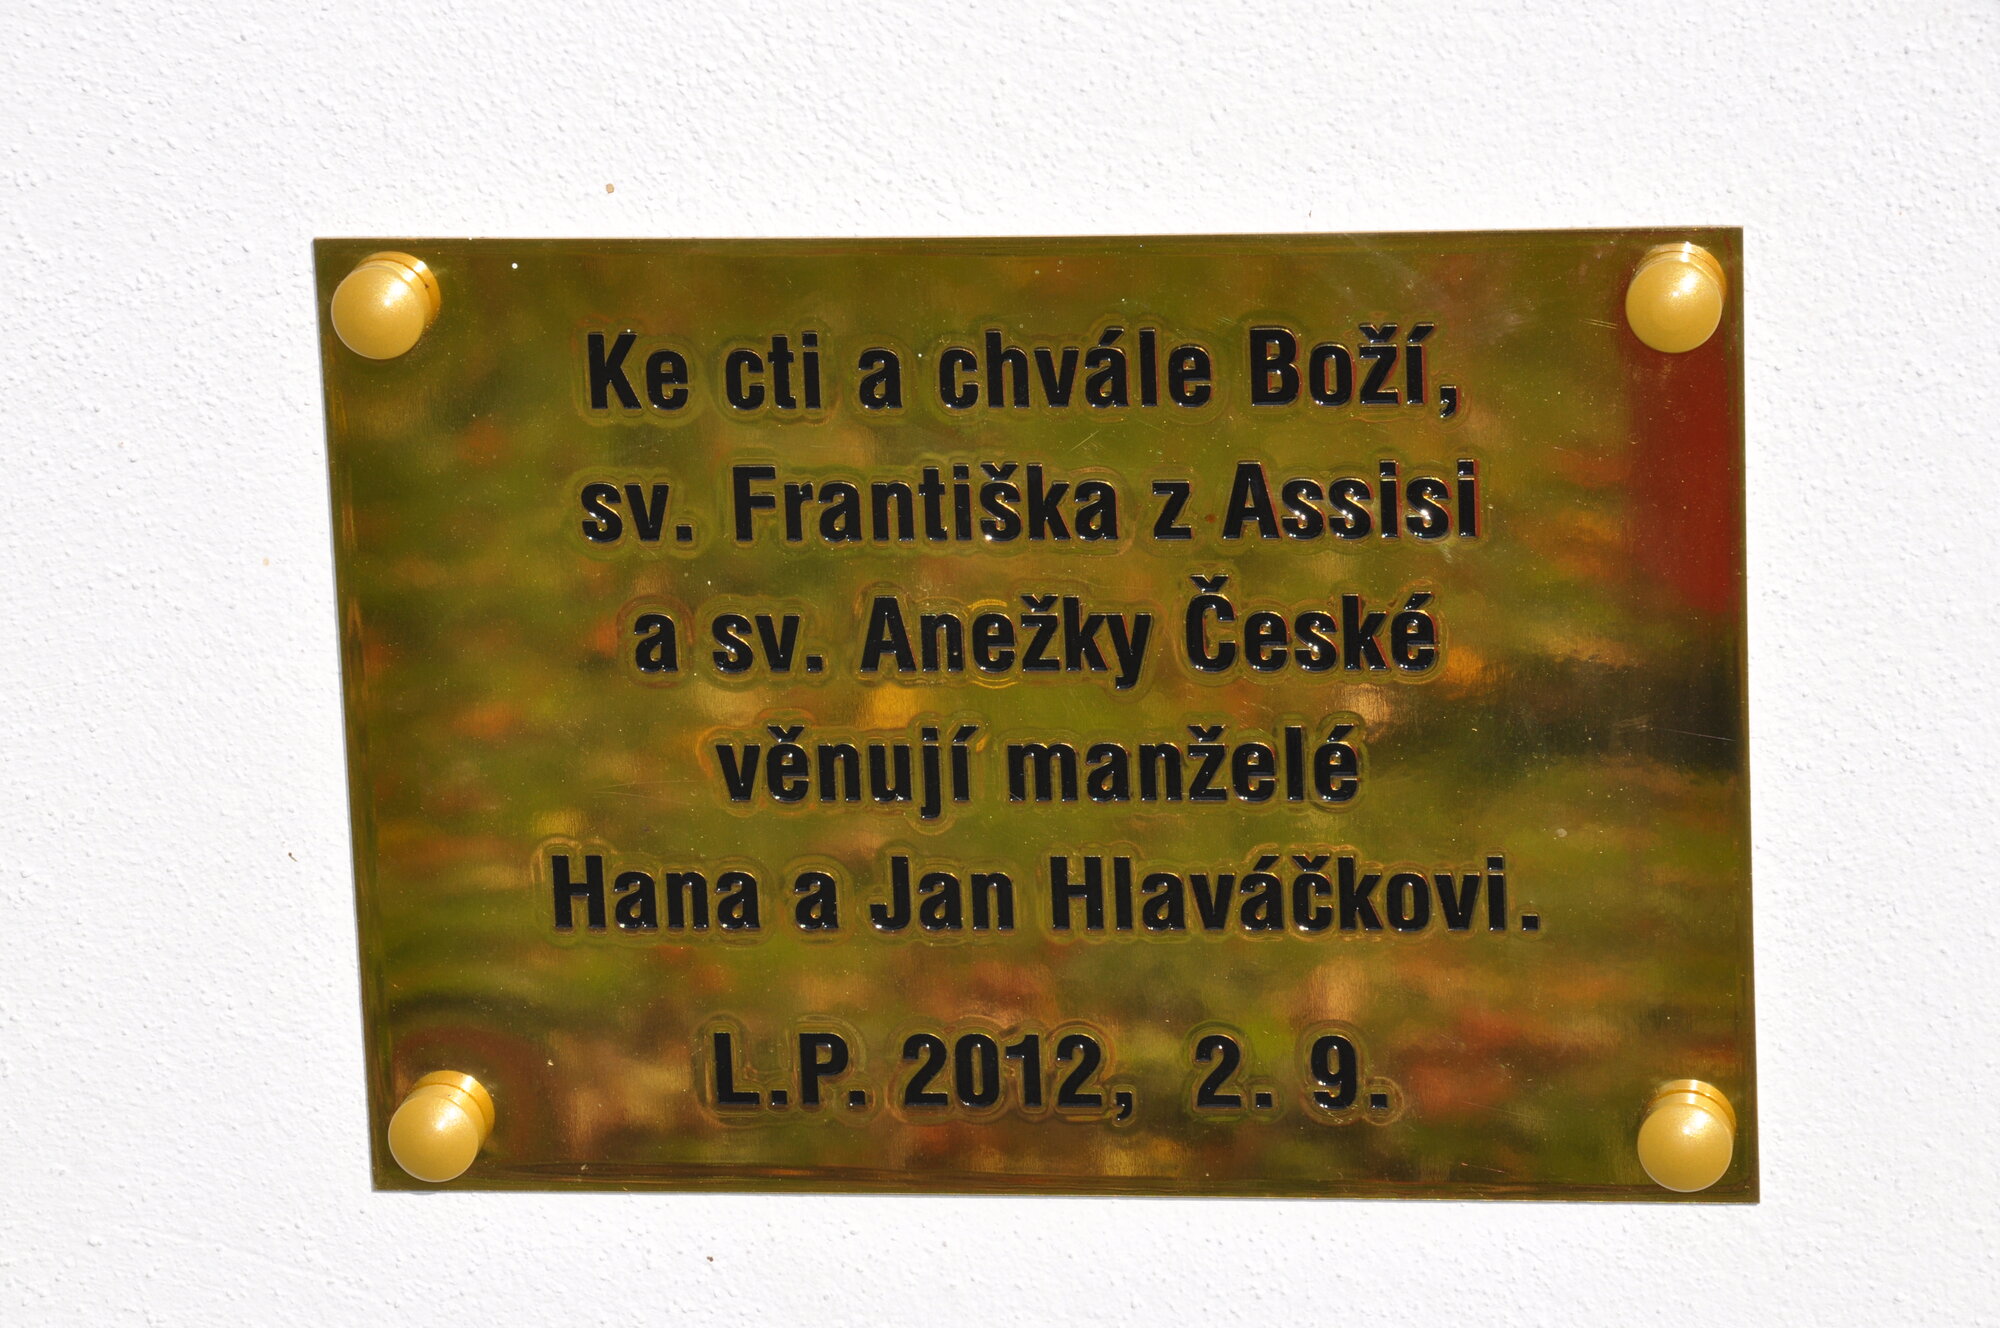 Ke cti a chvále Boží,
sv. Františka z Assisi
a sv. Anežky České
věnují manželé
Hana a Jan Hlaváčkovi.
L.P. 2012, 2. 9.